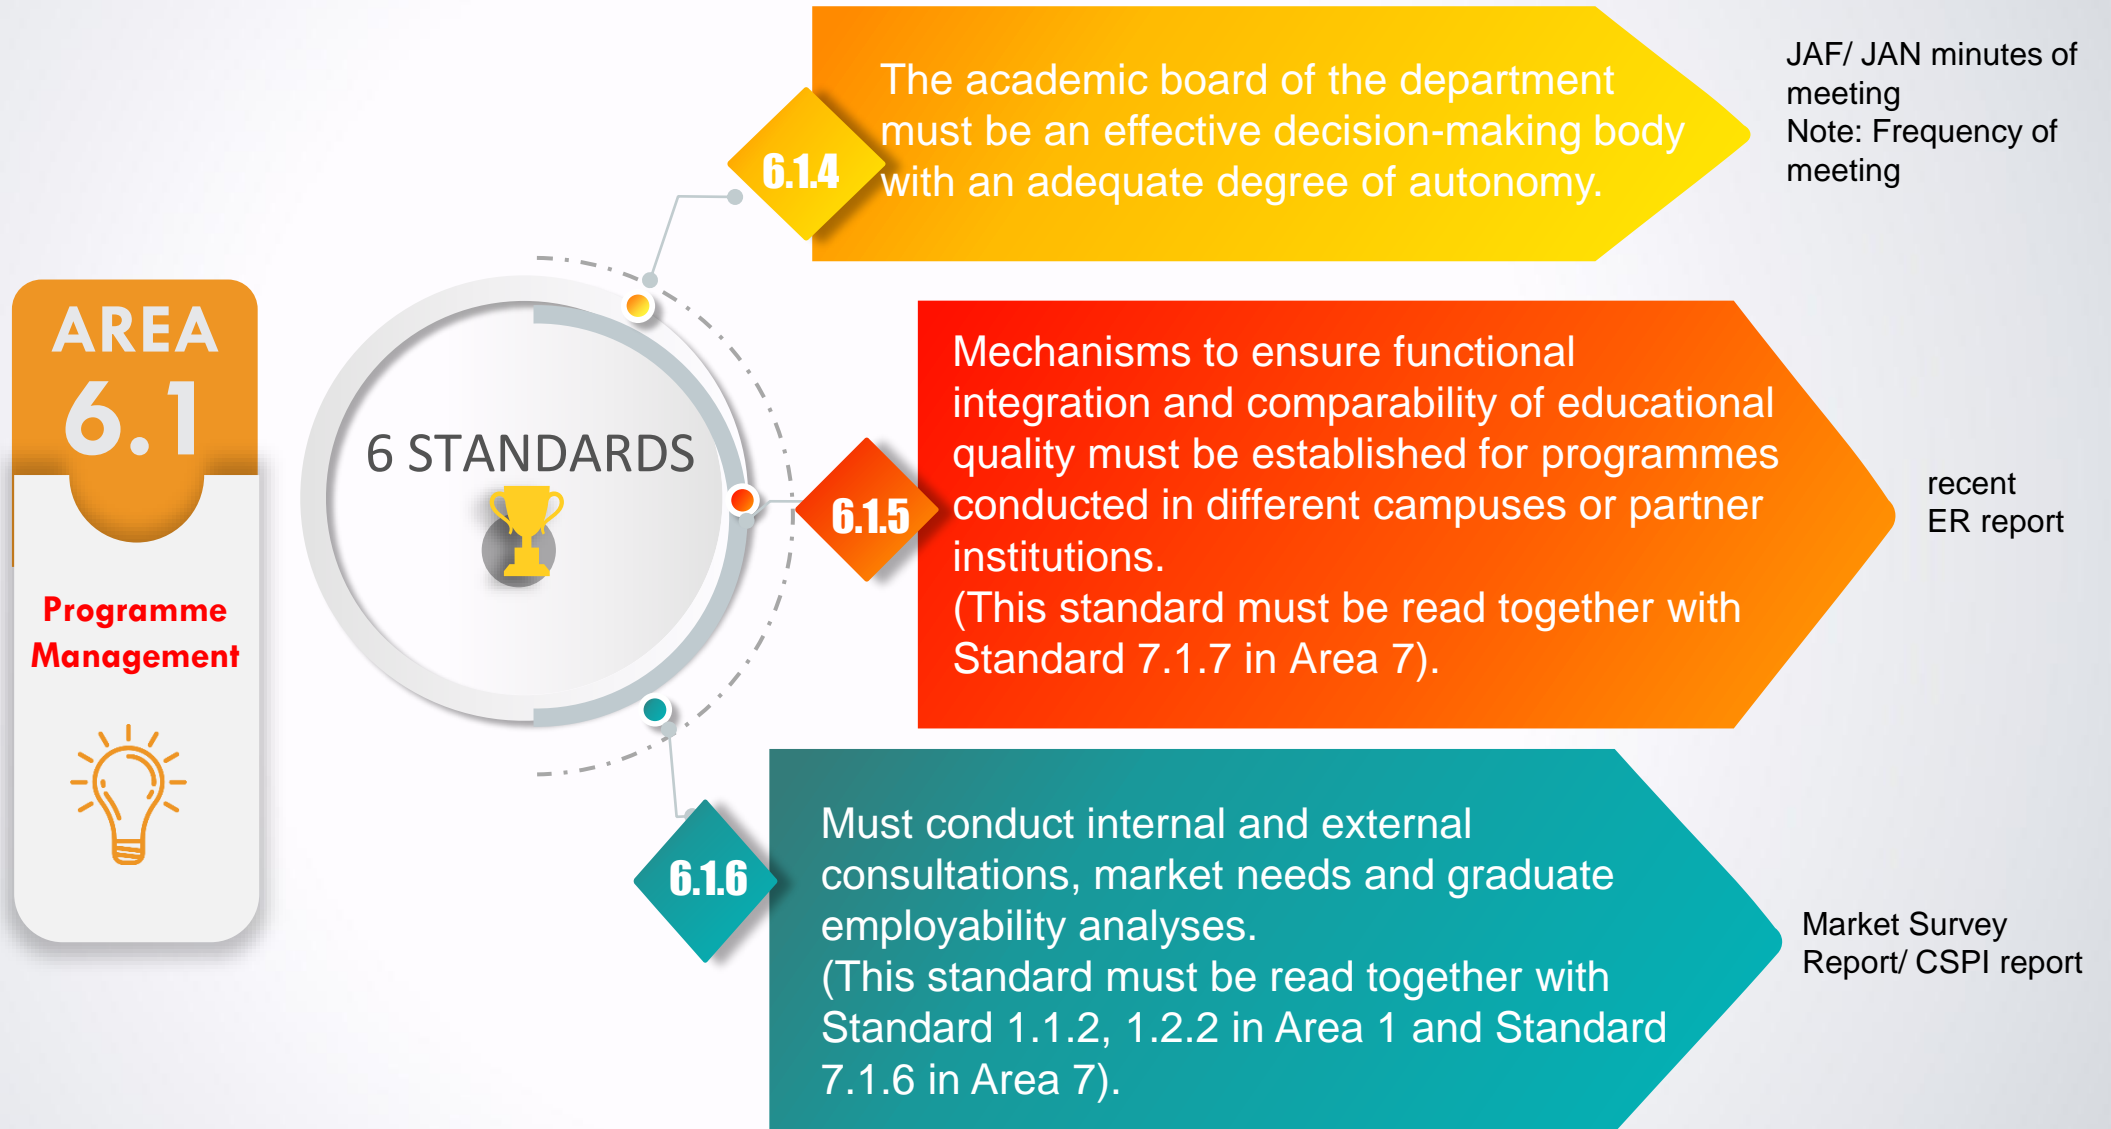 AREA
6.1
Programme
Management
6 STANDARDS
6.1.4
The academic board of the department
must be an effective decision-making body
with an adequate degree of autonomy.
JAF/ JAN minutes of
meeting
Note: Frequency of
meeting
6.1.5
Mechanisms to ensure functional
integration and comparability of educational
quality must be established for programmes
conducted in different campuses or partner
institutions.
(This standard must be read together with
Standard 7.1.7 in Area 7).
recent
ER report
6.1.6
Must conduct internal and external
consultations, market needs and graduate
employability analyses.
(This standard must be read together with
Standard 1.1.2, 1.2.2 in Area 1 and Standard
7.1.6 in Area 7).
Market Survey
Report/ CSPI report